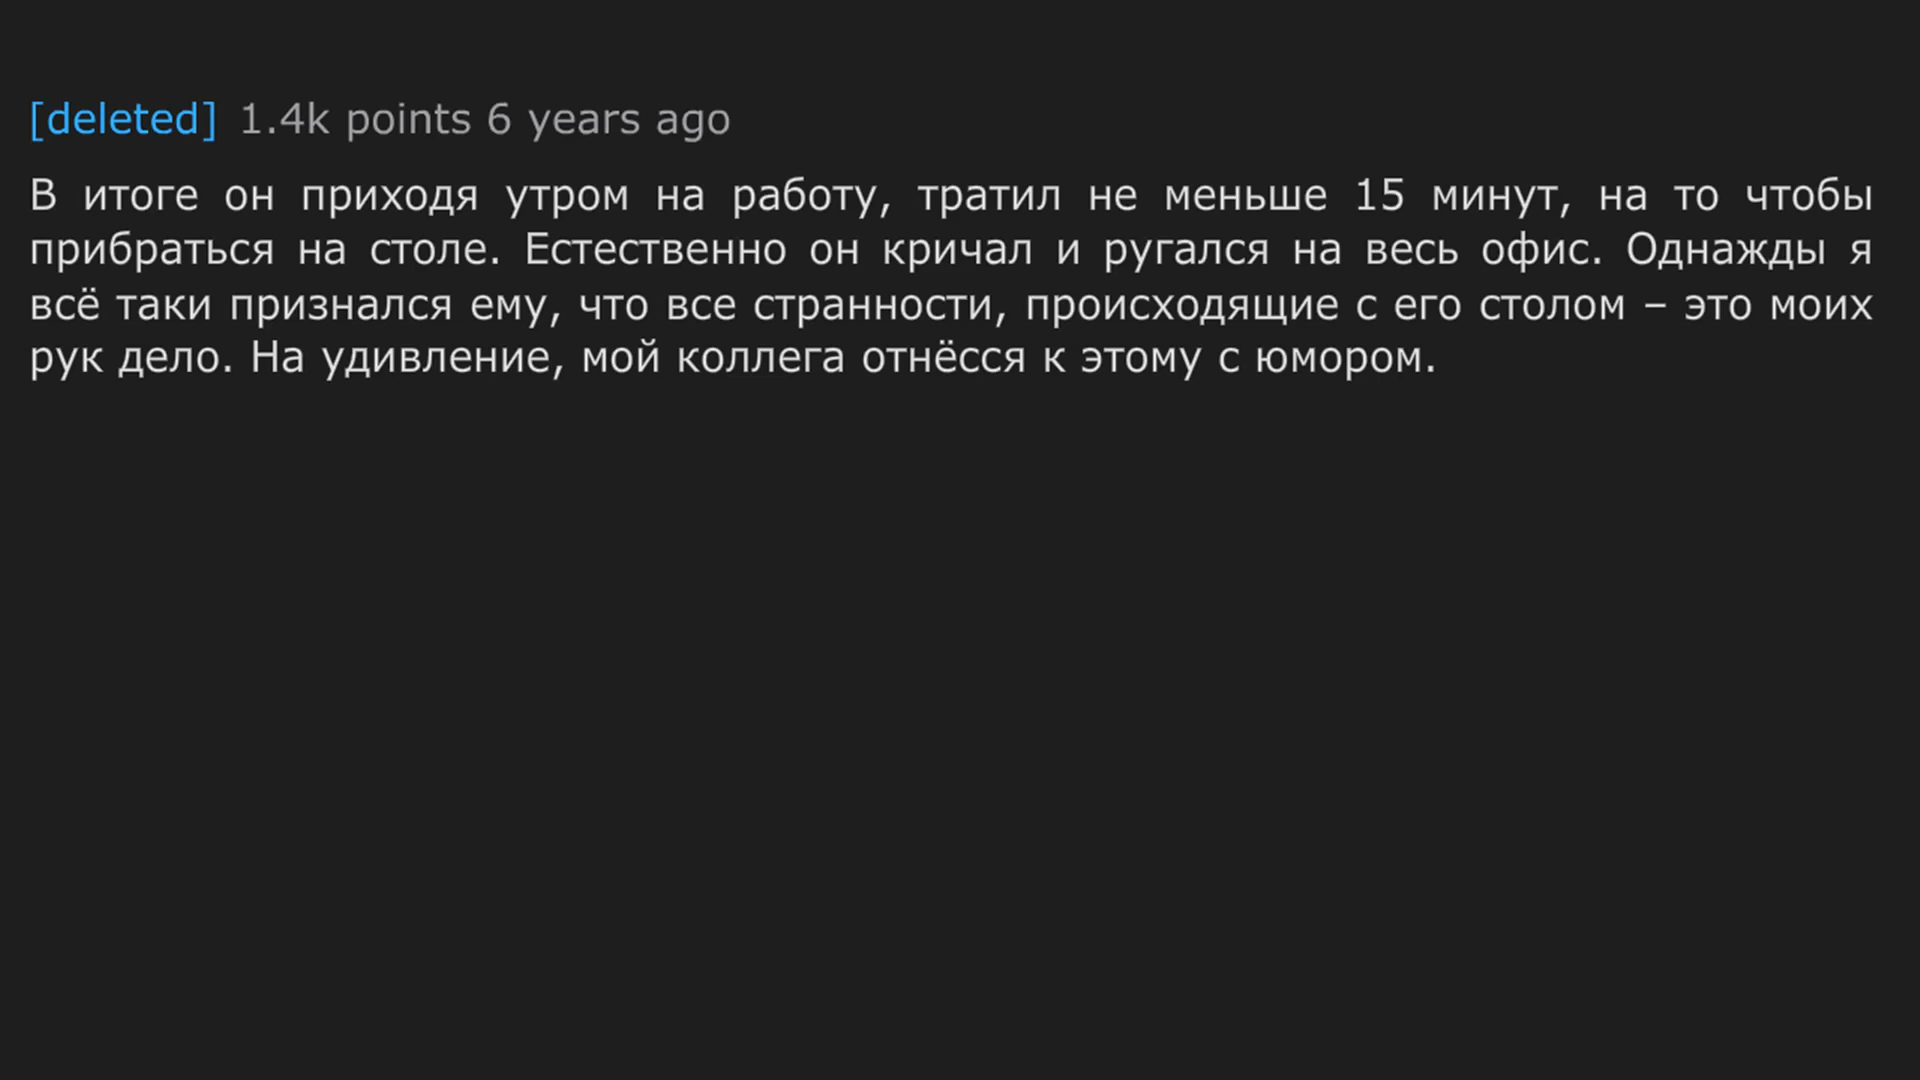 [deleted] 1.4k points 6 years ago
В итоге он приходя утром на работу, тратил не меньше 15 минут, на то чтобы
прибраться на столе. Естественно он кричал и ругался на весь офис. Однажды я
всё таки признался ему, что все странности, происходящие с его столом – это моих
рук дело. На удивление, мой коллега отнёсся к этому с юмором.